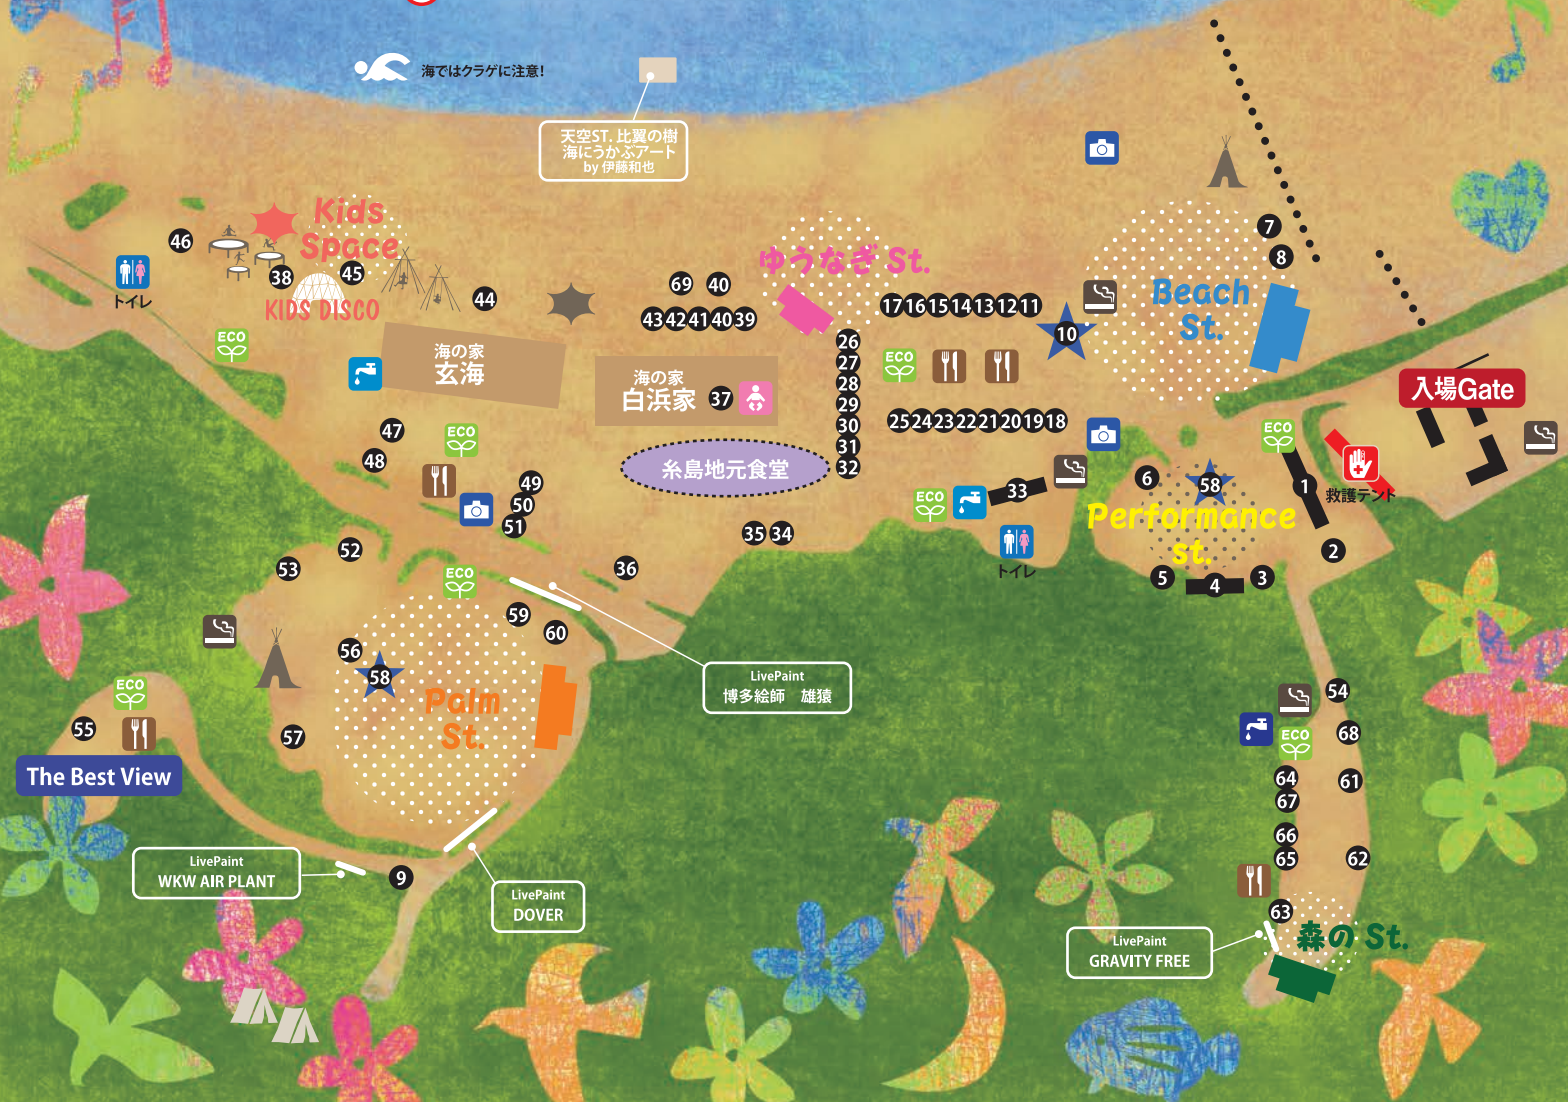 海ではクラゲに注意!
天空ST. 比翼の樹
海にうかぶアート
by 伊藤和也
Kids
Space
46
38
45
KIDS DISCO
トイレ
44
69
40
43
42
41
40
39
ゆうなぎ St.
17
16
15
14
13
12
11
10
Beach
St.
7
8
ECO
海の家
玄海
海の家
白浜家
37
26
27
28
29
30
31
32
ECO
25
24
23
22
21
20
19
18
入場Gate
47
48
ECO
糸島地元食堂
49
50
51
35
34
ECO
33
トイレ
6
58
Performance
st.
5
4
3
ECO
1
2
救護テント
52
53
ECO
36
59
60
56
58
57
Palm
St.
LivePaint
博多絵師 雄猿
ECO
55
The Best View
LivePaint
WKW AIR PLANT
9
LivePaint
DOVER
54
68
ECO
64
67
61
66
65
62
63
森の St.
LivePaint
GRAVITY FREE